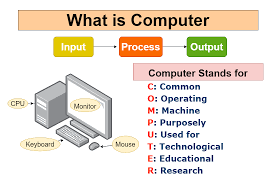 What is Computer
Input
Process
Output
Computer Stands for
C: Common
O: Operating
M: Machine
P: Purposely
U: Used for
T: Technological
E: Educational
R: Research
CPU
Monitor
Keyboard
Mouse